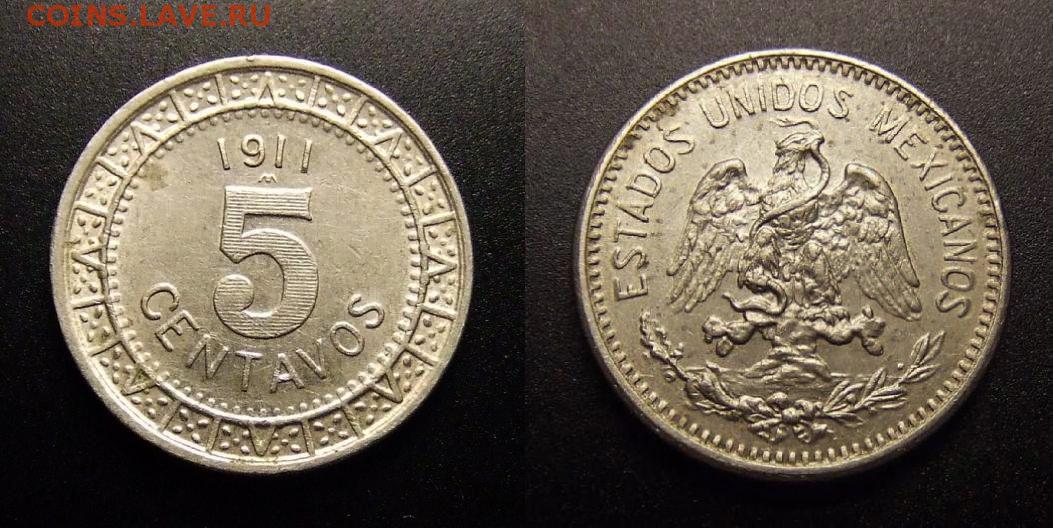 COINS.LAVE.RU
1911
M
5
CENTAVOS
ESTADOS UNIDOS MEXICANOS